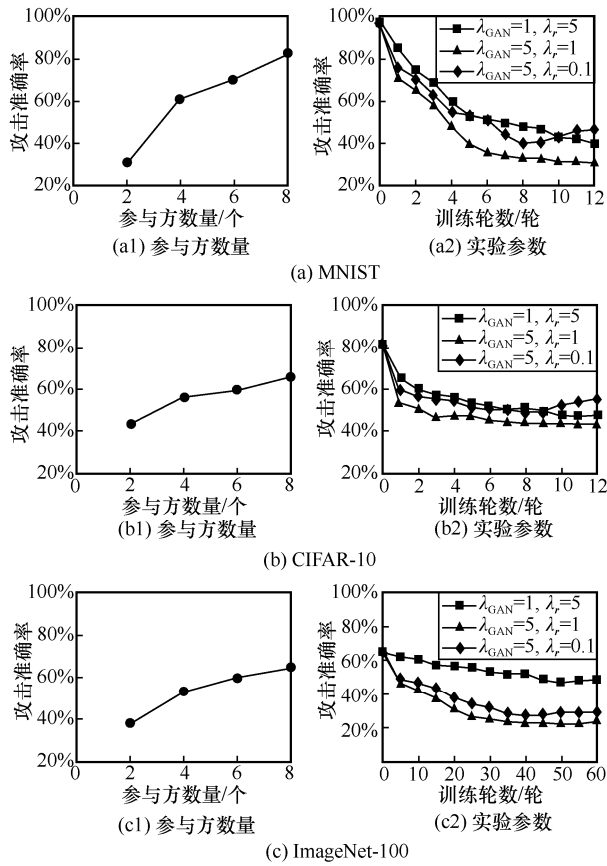 100%
80%
60%
40%
20%
攻击准确率
0 2 4 6 8
参与方数量/个
(a1) 参与方数量
100%
80%
60%
40%
20%
攻击准确率
λGAN=1, λr=5
λGAN=5, λr=1
λGAN=5, λr=0.1
0 2 4 6 8 10 12
训练轮数/轮
(a2) 实验参数
(a) MNIST
100%
80%
60%
40%
20%
攻击准确率
0 2 4 6 8
参与方数量/个
(b1) 参与方数量
100%
80%
60%
40%
20%
攻击准确率
λGAN=1, λr=5
λGAN=5, λr=1
λGAN=5, λr=0.1
0 2 4 6 8 10 12
训练轮数/轮
(b2) 实验参数
(b) CIFAR-10
100%
80%
60%
40%
20%
攻击准确率
0 2 4 6 8
参与方数量/个
(c1) 参与方数量
100%
80%
60%
40%
20%
攻击准确率
λGAN=1, λr=5
λGAN=5, λr=1
λGAN=5, λr=0.1
0 10 20 30 40 50 60
训练轮数/轮
(c2) 实验参数
(c) ImageNet-100